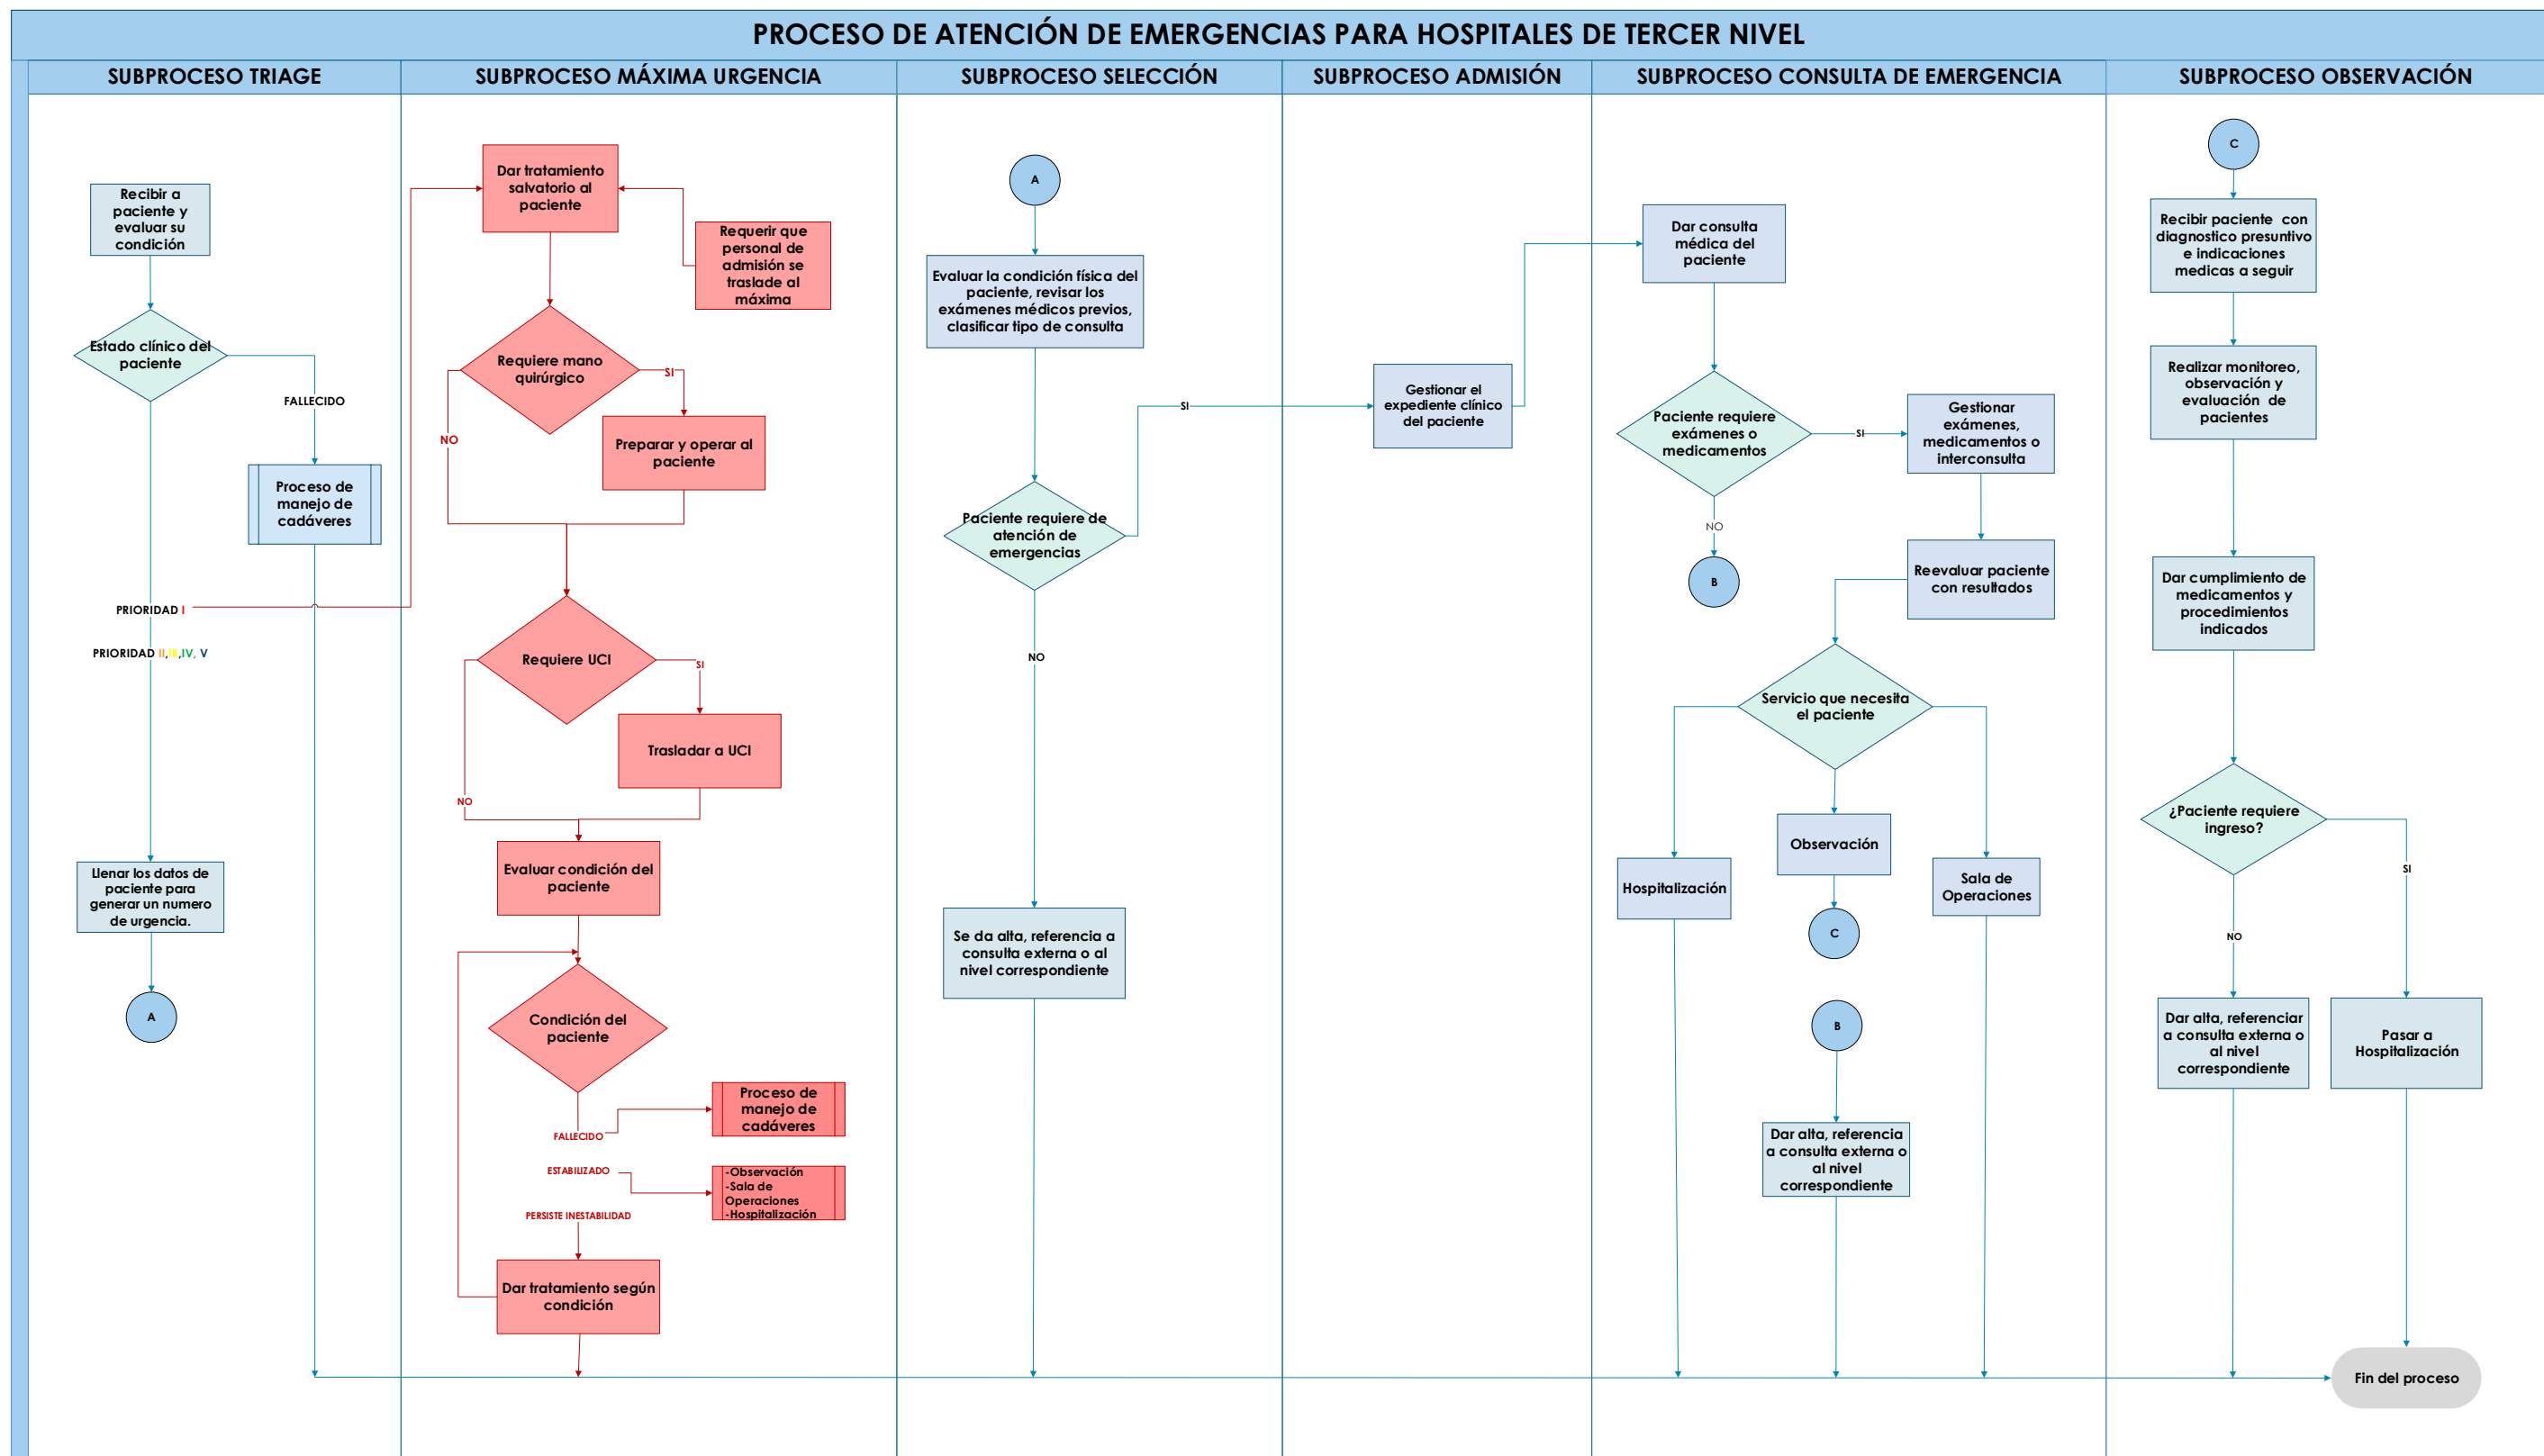 PROCESO DE ATENCIÓN DE EMERGENCIAS PARA HOSPITALES DE TERCER NIVEL
SUBPROCESO TRIAGE
Recibir a
paciente y
evaluar su
condición
Estado clínico del
paciente
FALLECIDO
Proceso de
manejo de
cadáveres
PRIORIDAD I
PRIORIDAD II,III,IV, V
Llenar los datos de
paciente para
generar un numero
de urgencia.
A
SUBPROCESO MÁXIMA URGENCIA
Dar tratamiento
salvatorio al
paciente
Requerir que
personal de
admisión se
traslade al
máxima
Requiere mano
quirúrgico
SI
NO
Preparar y operar al
paciente
Requiere UCI
SI
Trasladar a UCI
NO
Evaluar condición del
paciente
Condición del
paciente
FALLECIDO
Proceso de
manejo de
cadáveres
ESTABILIZADO
-Observación
-Sala de
Operaciones
-Hospitalización
PERSISTE INESTABILIDAD
Dar tratamiento según
condición
SUBPROCESO SELECCIÓN
A
Evaluar la condición física del
paciente, revisar los
exámenes médicos previos,
clasificar tipo de consulta
Paciente requiere de
atención de
emergencias
SI
NO
Se da alta, referencia a
consulta externa o al
nivel correspondiente
SUBPROCESO ADMISIÓN
Gestionar el
expediente clínico
del paciente
SUBPROCESO CONSULTA DE EMERGENCIA
Dar consulta
médica del
paciente
Paciente requiere
exámenes o
medicamentos
SI
Gestionar
exámenes,
medicamentos o
interconsulta
NO
B
Reevaluar paciente
con resultados
Servicio que necesita
el paciente
Hospitalización
Observación
Sala de
Operaciones
C
B
Dar alta, referencia
a consulta externa o
al nivel
correspondiente
SUBPROCESO OBSERVACIÓN
C
Recibir paciente con
diagnostico presuntivo
e indicaciones
medicas a seguir
Realizar monitoreo,
observación y
evaluación de
pacientes
Dar cumplimiento de
medicamentos y
procedimientos
indicados
¿Paciente requiere
ingreso?
SI
NO
Dar alta, referenciar
a consulta externa o
al nivel
correspondiente
Pasar a
Hospitalización
Fin del proceso